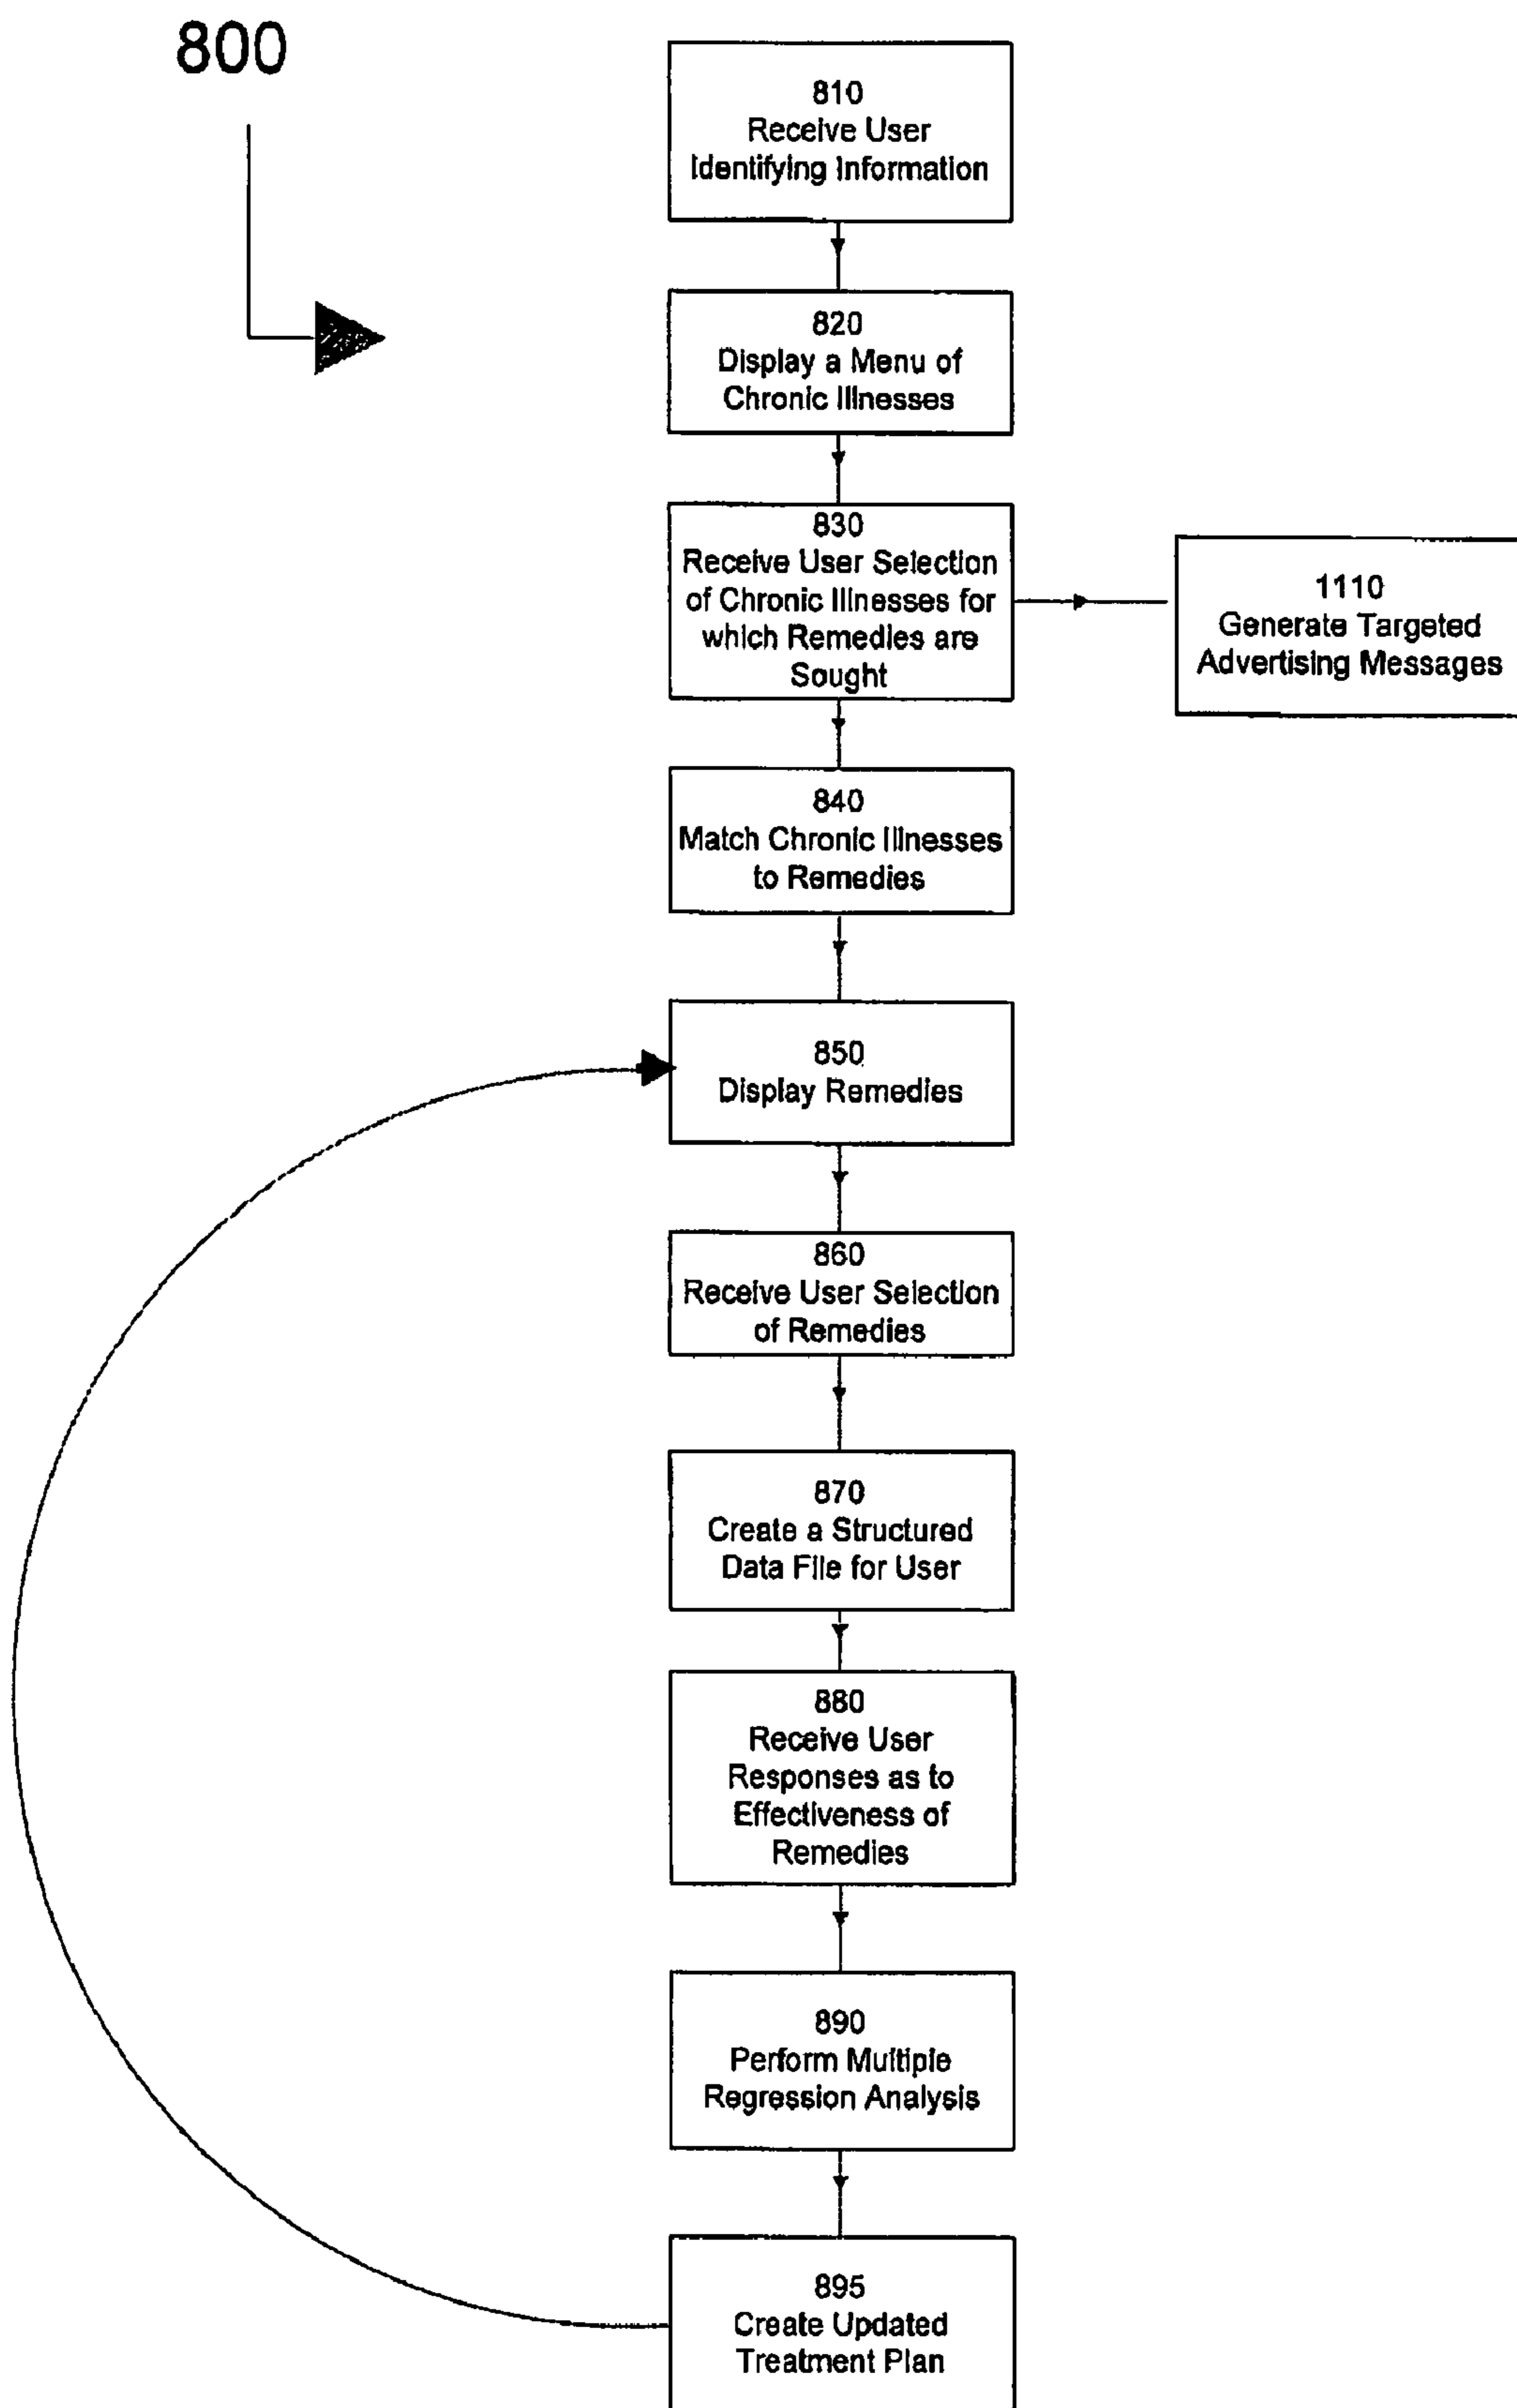 800
810
Receive User
Identifying Information
820
Display a Menu of
Chronic Illnesses
830
Receive User Selection
of Chronic Illnesses for
which Remedies are
Sought
1110
Generate Targeted
Advertising Messages
840
Match Chronic Illnesses
to Remedies
850
Display Remedies
860
Receive User Selection
of Remedies
870
Create a Structured
Data File for User
880
Receive User
Responses as to
Effectiveness of
Remedies
890
Perform Multiple
Regression Analysis
895
Create Updated
Treatment Plan